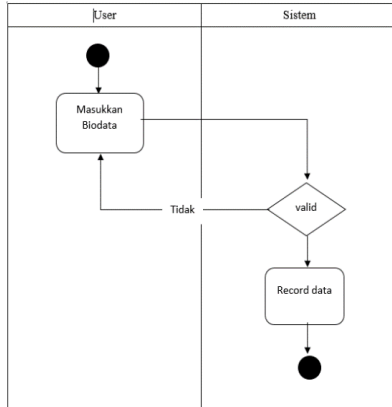 User
Sistem
Masukkan
Biodata
Tidak
valid
Record data